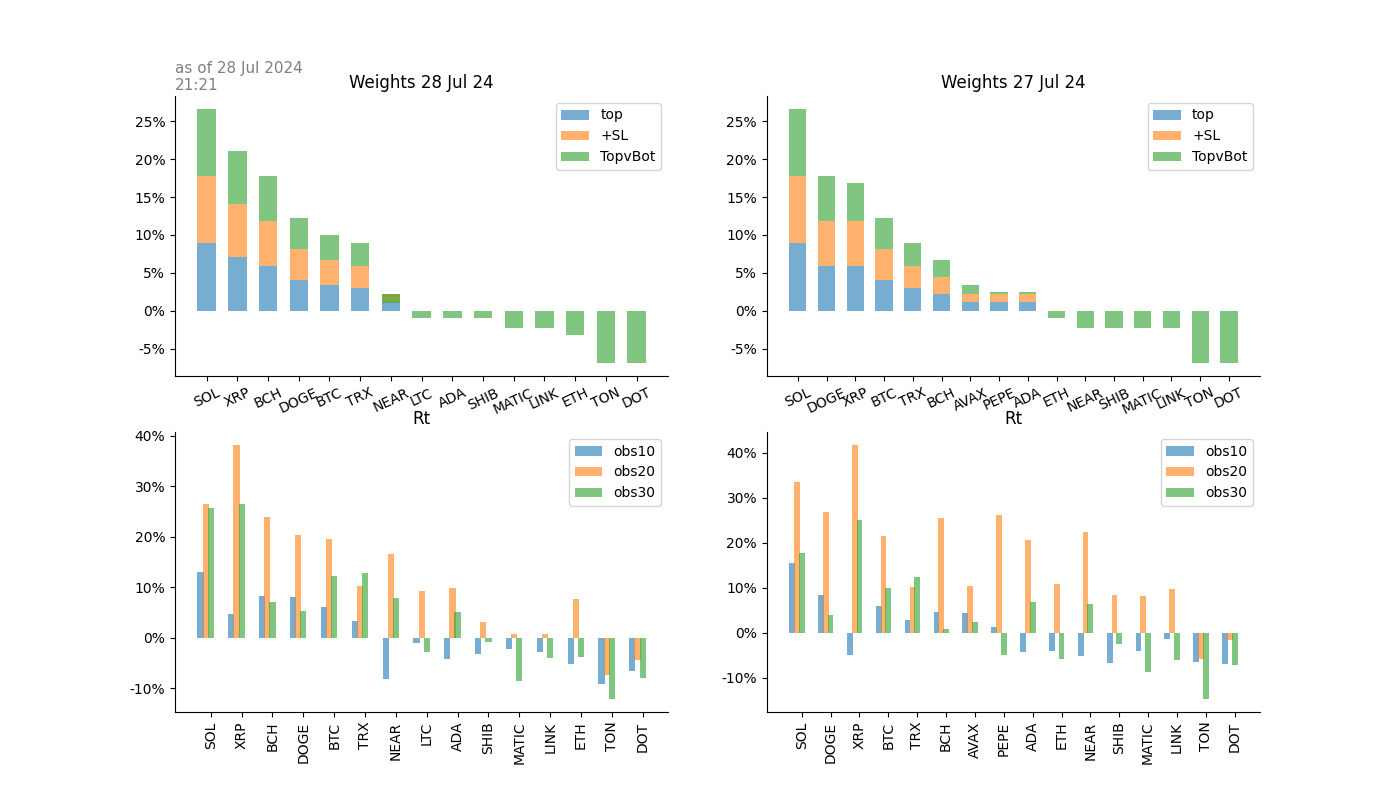 as of 28 Jul 2024
21:21
Weights 28 Jul 24
25%
20%
15%
10%
5%
0%
-5%
top
+SL
TopvBot
SOL XRP BCH DOGE BTC TRX NEAR LTC ADA SHIB MATIC LINK ETH TON DOT
Weights 27 Jul 24
25%
20%
15%
10%
5%
0%
-5%
top
+SL
TopvBot
SOL DOGE XRP BTC TRX BCH AVAX PEPE ADA ETH NEAR SHIB MATIC LINK TON DOT
Rt
40%
30%
20%
10%
0%
-10%
obs10
obs20
obs30
SOL XRP BCH DOGE BTC TRX NEAR LTC ADA SHIB MATIC LINK ETH TON DOT
Rt
40%
30%
20%
10%
0%
-10%
obs10
obs20
obs30
SOL DOGE XRP BTC TRX BCH AVAX PEPE ADA ETH NEAR SHIB MATIC LINK TON DOT